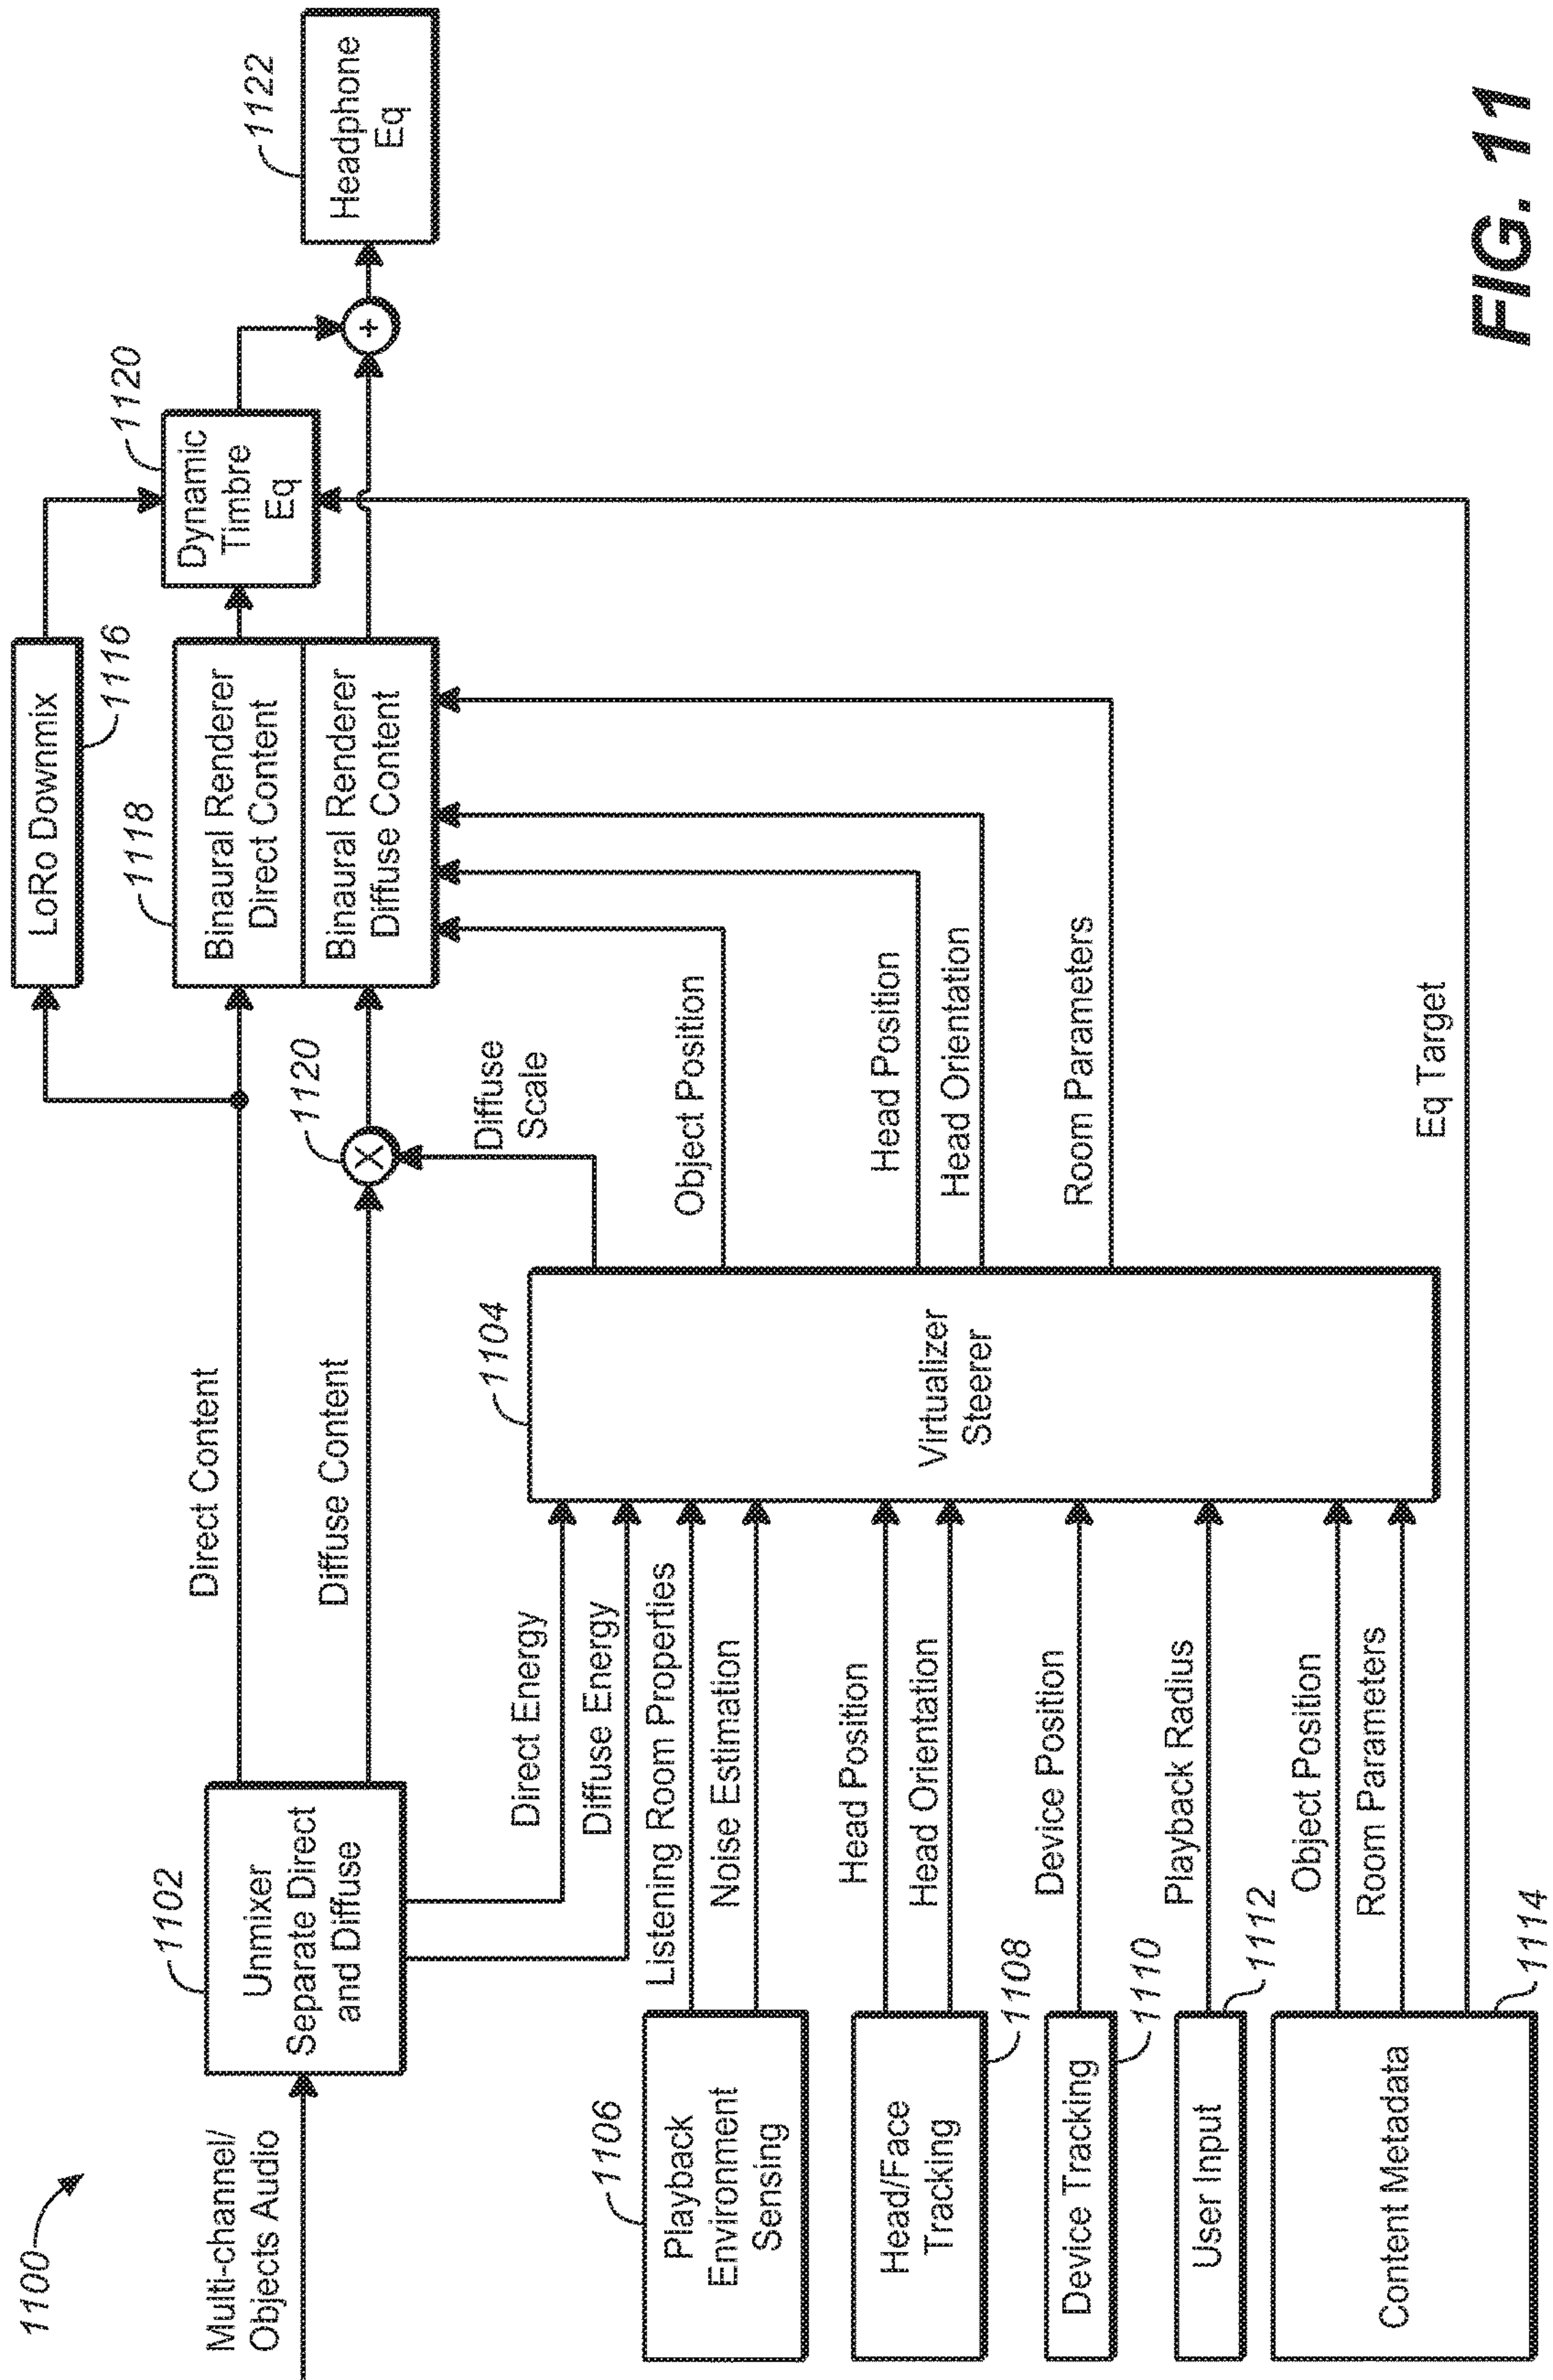 1100
Multi-channel/
Objects Audio
1102
Unmixer
Separate Direct
and Diffuse
Direct Content
Diffuse Content
LoRo Downmix
1116
1118
Binaural Renderer
Direct Content
Binaural Renderer
Diffuse Content
1120
Dynamic
Timbre
Eq
+
1122
Headphone
Eq
1120
X
Diffuse
Scale
Direct Energy
Diffuse Energy
Listening Room Properties
Noise Estimation
Head Position
Head Orientation
Device Position
Playback Radius
Object Position
Room Parameters
1104
Virtualizer
Steerer
Object Position
Head Position
Head Orientation
Room Parameters
Eq Target
1106
Playback
Environment
Sensing
Head/Face
Tracking
1108
Device Tracking
1110
User Input
1112
Content Metadata
1114
FIG. 11